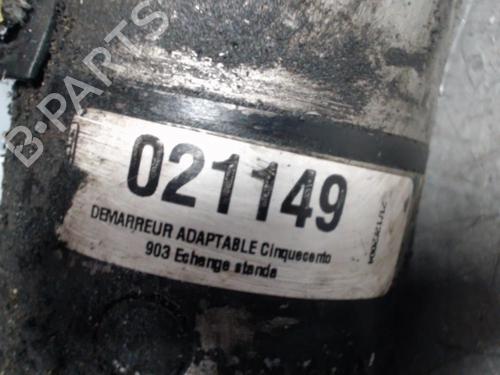 021149
DEMARREUR ADAPTABLE Cinquecento
903 Echange standa
B-PARTS